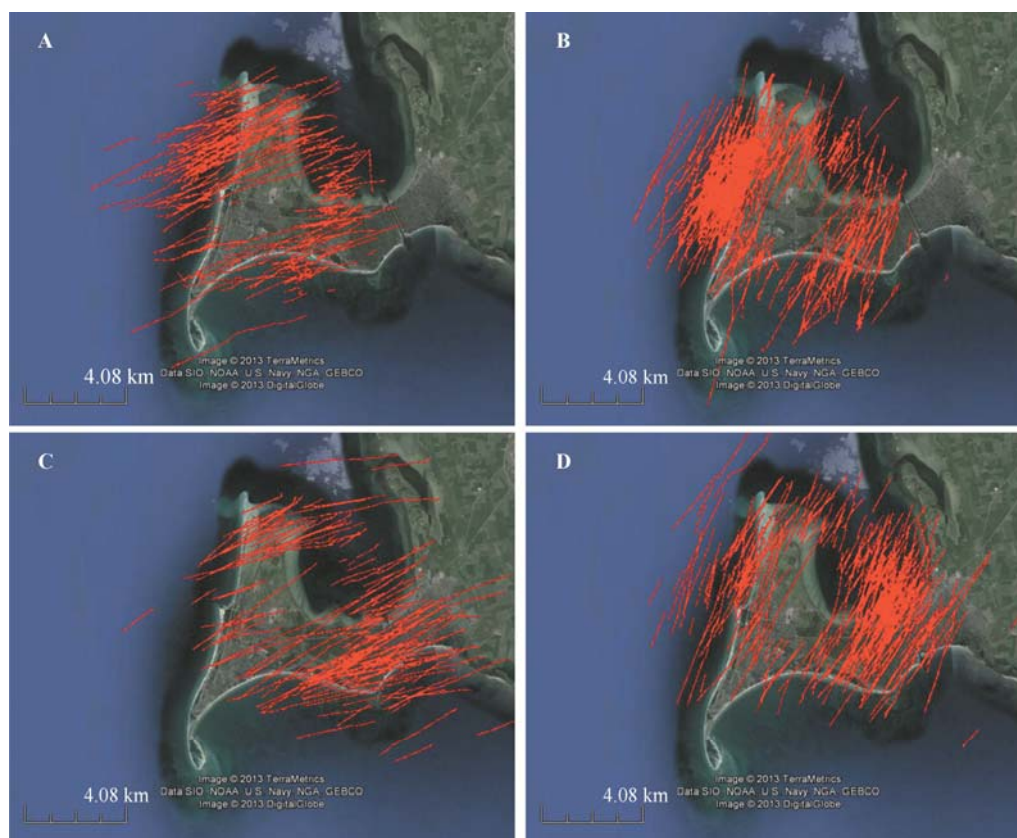 A
Image © 2013 TerraMetrics
Data SIO NOAA U.S. Navy NGA GEBCO
Image © 2013 DigitalGlobe
4.08 km
B
Image © 2013 TerraMetrics
Data SIO NOAA U.S. Navy NGA GEBCO
Image © 2013 DigitalGlobe
4.08 km
C
Image © 2013 TerraMetrics
Data SIO NOAA U.S. Navy NGA GEBCO
Image © 2013 DigitalGlobe
4.08 km
D
Image © 2013 TerraMetrics
Data SIO NOAA U.S. Navy NGA GEBCO
Image © 2013 DigitalGlobe
4.08 km